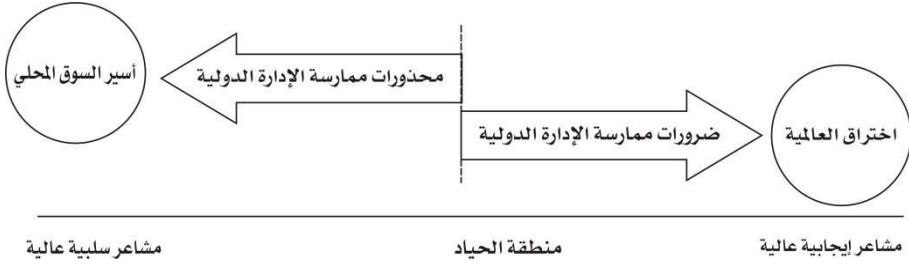 محذورات ممارسة الإدارة الدولية
أسير السوق المحلي
ضرورات ممارسة الإدارة الدولية
اختراق العالمية
مشاعر إيجابية عالية
منطقة الحياد
مشاعر سلبية عالية